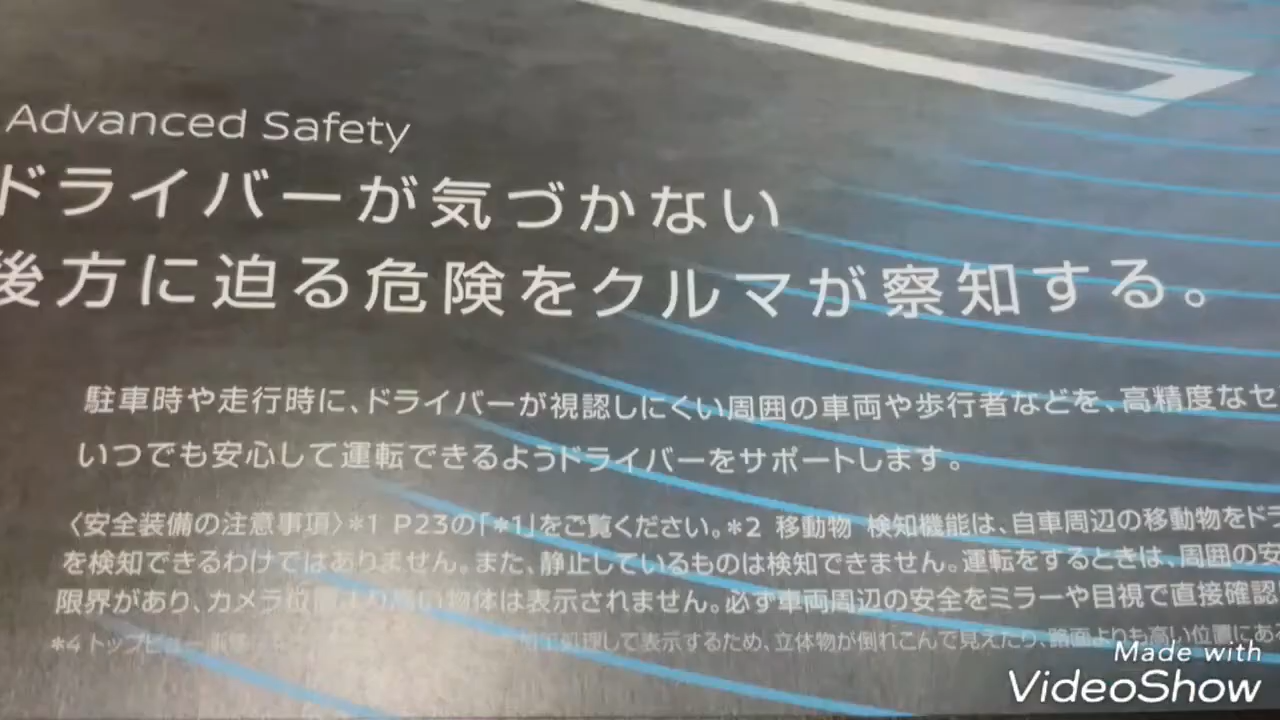 Advanced Safety
ドライバーが気づかない
後方に迫る危険をクルマが察知する。
駐車時や走行時に、ドライバーが視認しにくい周囲の車両や歩行者などを、高精度なセ
いつでも安心して運転できるようドライバーをサポートします。
〈安全装備の注意事項〉*1 P23の「*1」をご覧ください。*2 移動物 検知機能は、自車周辺の移動物をド
を検知できるわけではありません。また、静止しているものは検知できません。運転をするときは、周囲の安
限界があり、カメラ位置より高い物体は表示されません。必ず車両周辺の安全をミラーや目視で直接確認
*4 トップビュー 処理して表示するため、立体物が倒れこんで見えたり、路面よりも高い位置にあ
Made with
VideoShow